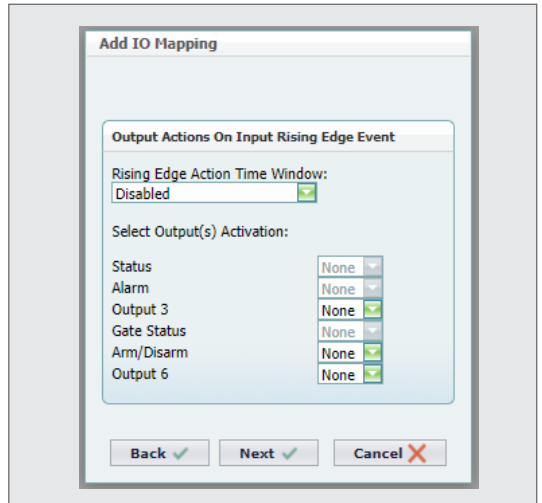 Add IO Mapping
Output Actions On Input Rising Edge Event
Rising Edge Action Time Window:
Disabled
Select Output(s) Activation:
Status None
Alarm None
Output 3 None
Gate Status None
Arm/Disarm None
Output 6 None
Back Next Cancel